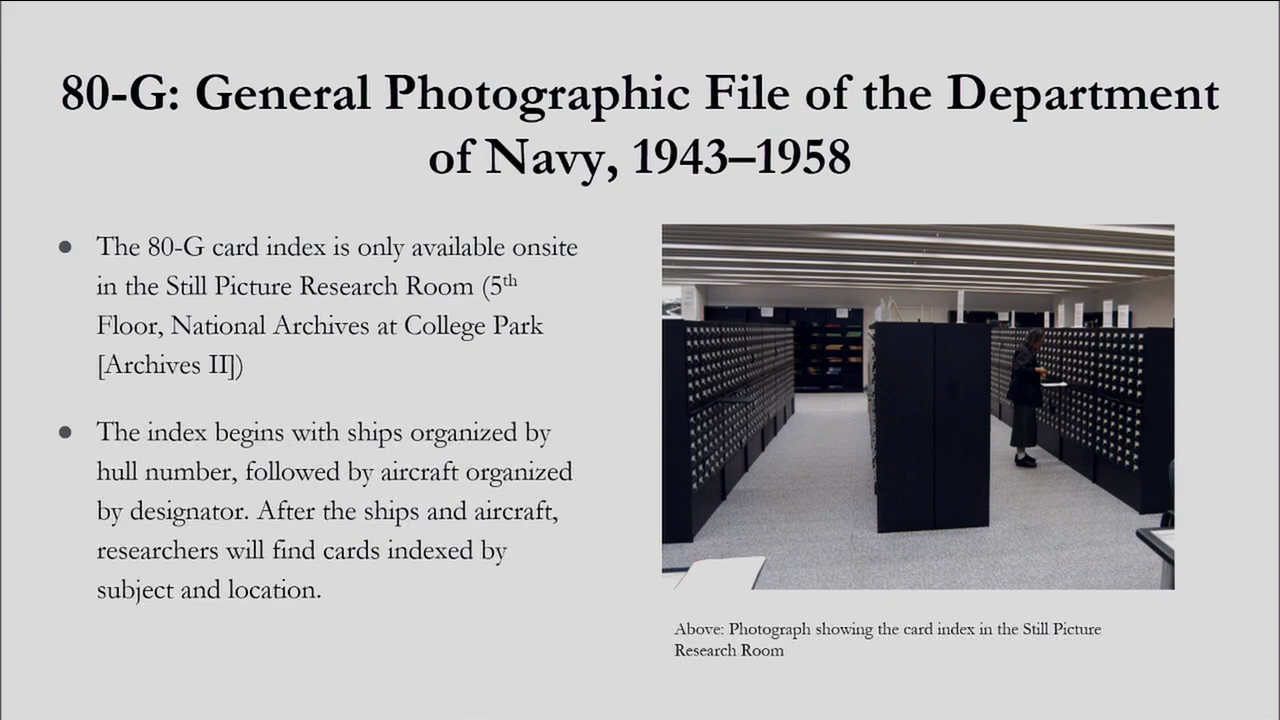 80-G: General Photographic File of the Department
of Navy, 1943–1958
● The 80-G card index is only available onsite
in the Still Picture Research Room (5th
Floor, National Archives at College Park
[Archives II])
● The index begins with ships organized by
hull number, followed by aircraft organized
by designator. After the ships and aircraft,
researchers will find cards indexed by
subject and location.
Above: Photograph showing the card index in the Still Picture
Research Room